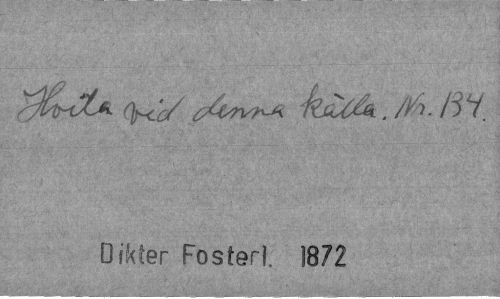 Hvila vid denna källa. Nr. 134.
Dikter Fosterl. 1872